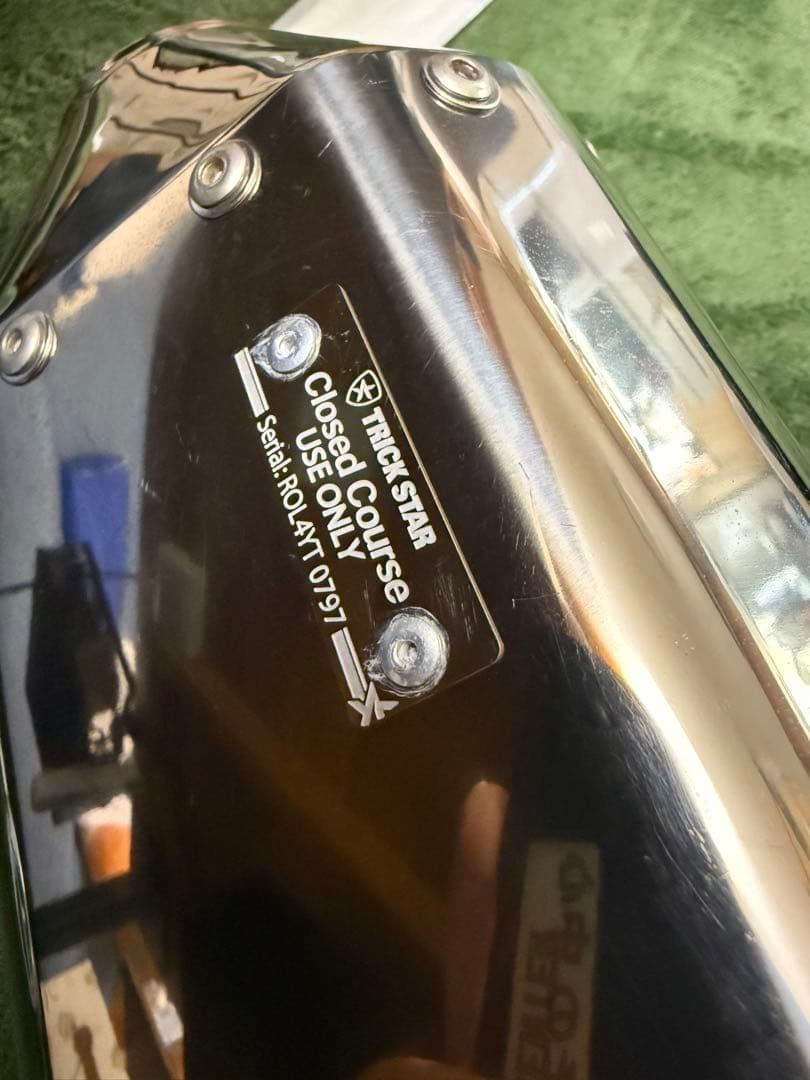 TRICK STAR
Closed Course
USE ONLY
Serial: ROL4YT 0797